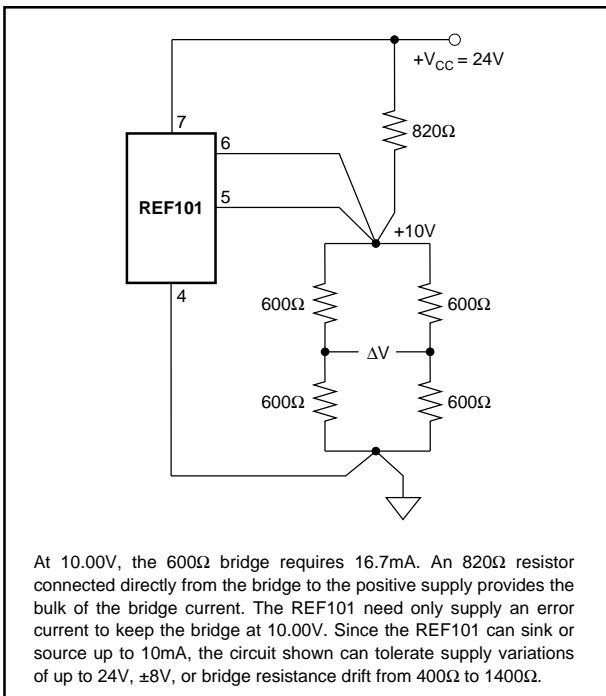 +VCC = 24V
7
820Ω
6
REF101
5
+10V
4
600Ω
600Ω
ΔV
600Ω
600Ω
At 10.00V, the 600Ω bridge requires 16.7mA. An 820Ω resistor
connected directly from the bridge to the positive supply provides the
bulk of the bridge current. The REF101 need only supply an error
current to keep the bridge at 10.00V. Since the REF101 can sink or
source up to 10mA, the circuit shown can tolerate supply variations
of up to 24V, ±8V, or bridge resistance drift from 400Ω to 1400Ω.